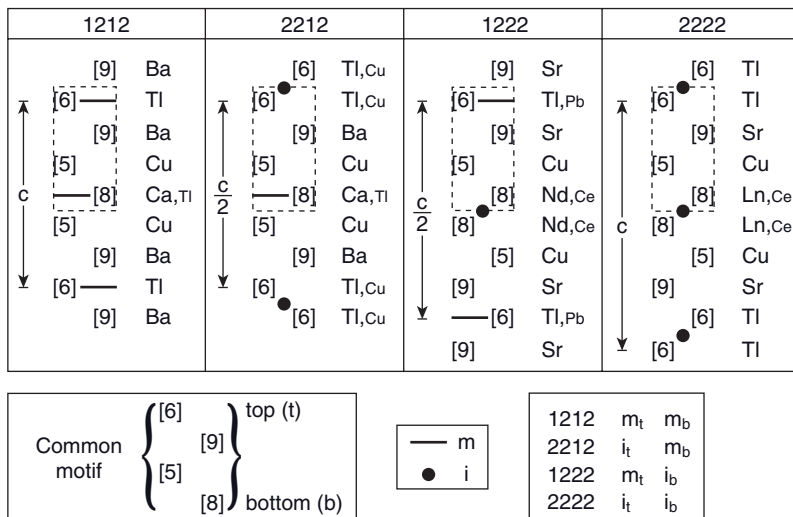 1212 2212 1222 2222
[9] Ba [6] Tl,Cu [9] Sr [6] Tl
[6] Tl [6] Tl,Cu [6] Tl,Pb [6] Tl
[9] Ba [9] Ba [9] Sr [9] Sr
[5] Cu [5] Cu [5] Cu [5] Cu
c [8] Ca,Tl c/2 [8] Ca,Tl c/2 [8] Nd,Ce c [8] Ln,Ce
[5] Cu [5] Cu [8] Nd,Ce [8] Ln,Ce
[9] Ba [9] Ba [5] Cu [5] Cu
[6] Tl [6] Tl,Cu [9] Sr [9] Sr
[9] Ba [6] Tl,Cu [6] Tl,Pb [6] Tl
[9] Sr [6] Tl
Common motif
[6] top (t)
[9]
[5]
[8] bottom (b)
m
i
1212 mt mb
2212 it mb
1222 mt ib
2222 it ib